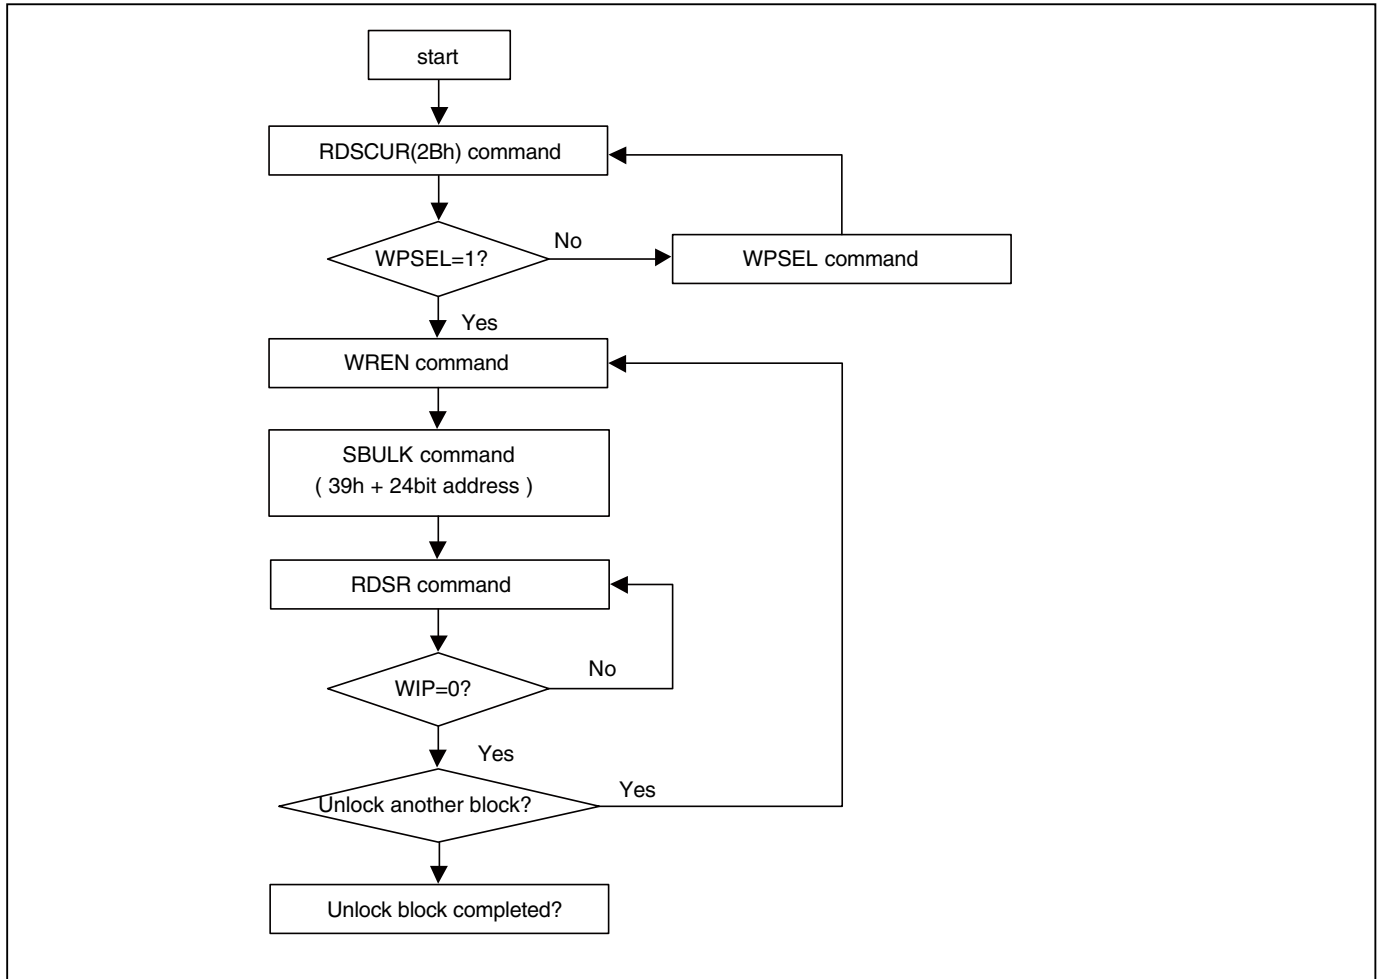 start
RDSCUR(2Bh) command
WPSEL=1?
No
WPSEL command
Yes
WREN command
SBULK command
( 39h + 24bit address )
RDSR command
WIP=0?
No
Yes
Unlock another block?
Yes
Unlock block completed?